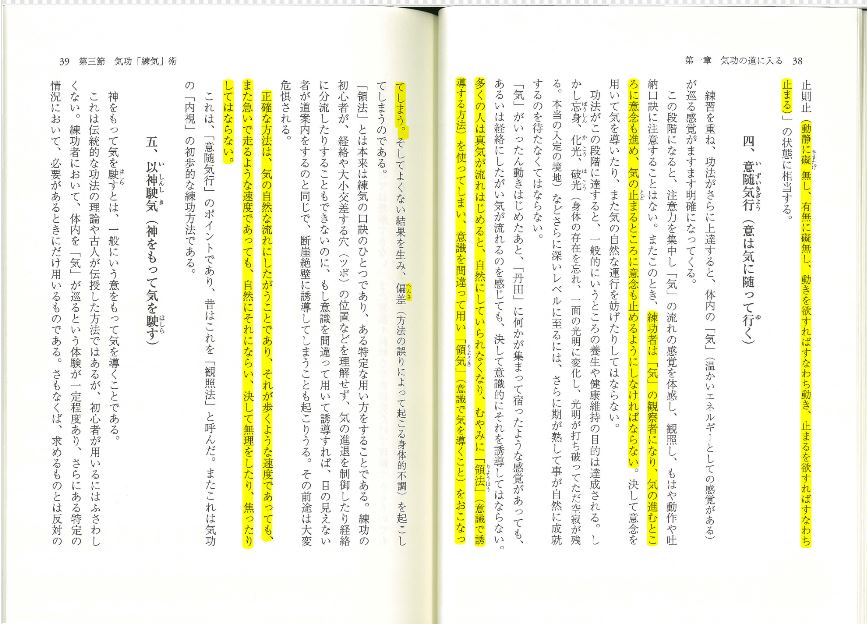 第一章　気功の道に入る　38
止則止（動静に礙無し、有無に礙無し、動きを欲すればすなわち動き、止まるを欲すればすなわち
止まる）」の状態に相当する。
四、意随気行（意は気に随って行く）
練習を重ね、功法がさらに上達すると、体内の「気」（温かいエネルギーとしての感覚がある）
が巡る感覚がますます明確になってくる。
この段階になると、注意力を集中し「気」の流れの感覚を体感し、観照し、もはや動作や吐
納口訣に注意することはない。またこのとき、練功者は「気」の観察者になり、気の進むとこ
ろに意念も進め、気の止まるところに意念も止めるようにしなければならない。決して意念を
用いて気を導いたり、また気の自然な運行を妨げたりしてはならない。
功法がこの段階に達すると、一般的にいうところの養生や健康維持の目的は達成される。し
かし忘身、化光、破光（身体の存在を忘れ、一面の光明に変化し、光明が打ち破ってただ空寂が残
る。本当の入定の境地）などさらに深いレベルに至るには、さらに期が熟して事が自然に成就
するのを待たなくてはならない。
「気」がいったん動きはじめたあと、「丹田」に何かが集まって宿ったような感覚があっても、
あるいは経絡を進めにしたがい気が流れるのを感じても、決して意識的にそれを誘導してはならない。
多くの人は真気が流れはじめると、自然にしていられなくなり、むやみに「領法」（意識で誘
導する方法）を使ってしまい、意識を間違って用い「領気」（意識で気を導くこと）をおこなっ
39　第三節　気功「練気」術
てしまう。そしてよくない結果を生み、偏差（方法の誤りによって起こる身体的不調）を起こし
てしまうのである。
「領法」とは本来は練気の口訣のひとつであり、ある特定な用い方をすることである。練功の
初心者が、経絡や大小交差する穴（ツボ）の位置などを理解せず、気の進退を制御したり経絡
に分流したりすることもできないのに、もし意識を間違って用いて誘導すれば、目の見えない
者が道案内をするのと同じで、断崖絶壁に誘導してしまうことも起こりうる。その前途は大変
危惧される。
正確な方法は、気の自然な流れにしたがうことであり、それが歩くような速度であっても、
また急いで走るような速度であっても、自然にそれにならい、決して無理をしたり、焦ったり
してはならない。
これは、「意随気行」のポイントであり、昔はこれを「観照法」と呼んだ。またこれは気功
の「内視」の初歩的な練功方法である。
五、以神駛気（神をもって気を駛す）
神をもって気を駛すとは、一般にいう意をもって気を導くことである。
これは伝統的な功法の理論や古人が伝授した方法ではあるが、初心者が用いるにはふさわし
くない。練功者において、体内を「気」が巡るという体験が一定程度あり、さらにある特定の
情況において、必要があるときにだけ用いるものである。さもなくば、求めるものとは反対の